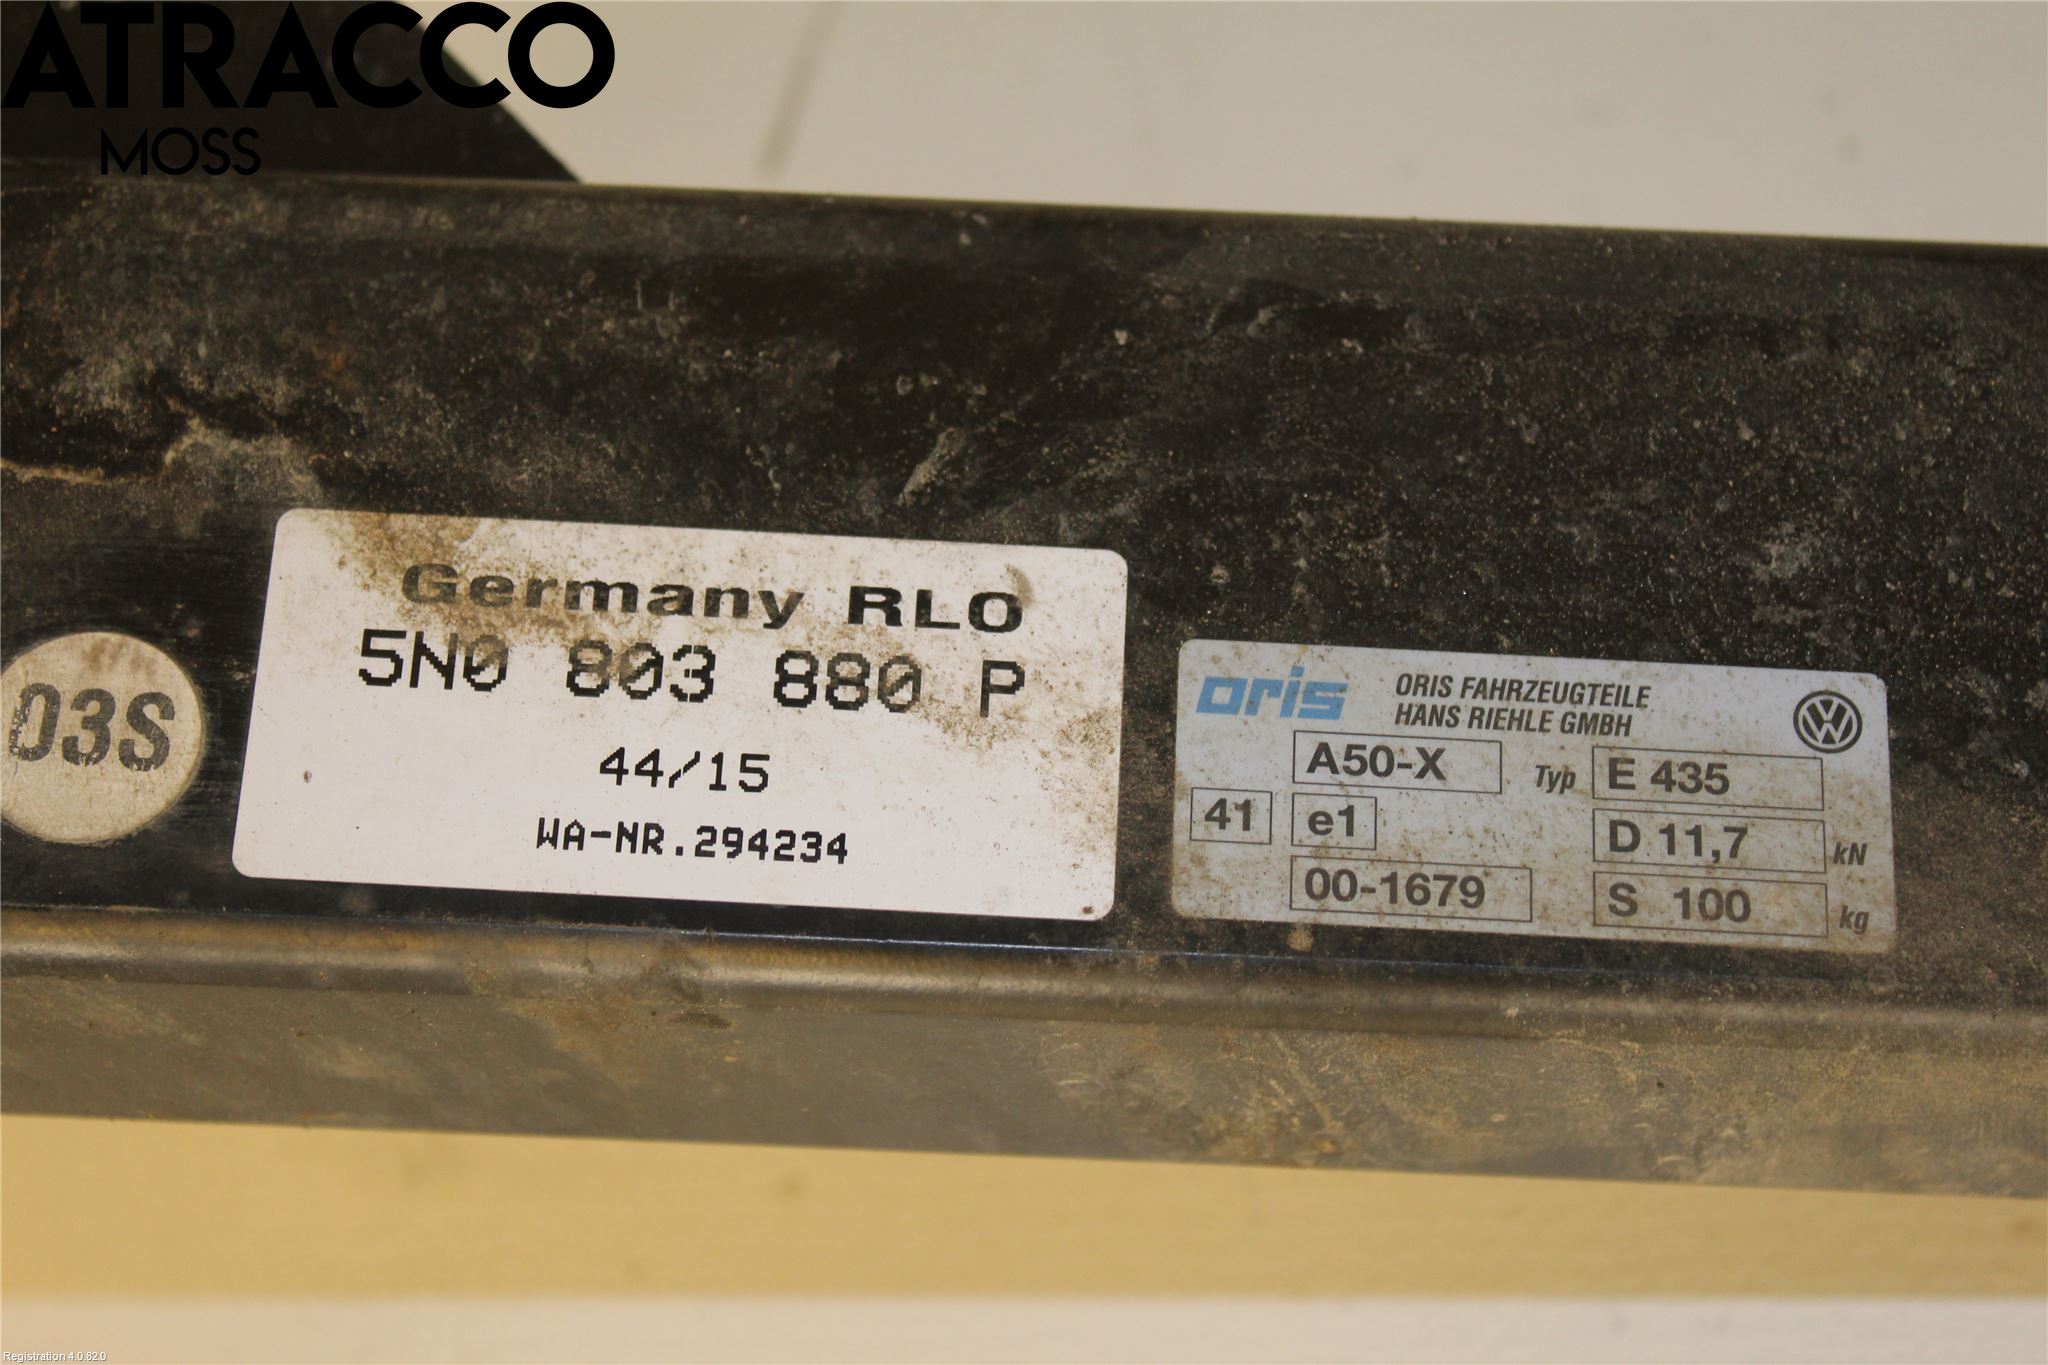 ATRACCO
MOSS
03S
Germany RLO
5N0 803 880 P
44/15
WA-NR.294234
oris
ORIS FAHRZEUGTEILE
HANS RIEHLE GMBH
A50-X Typ E 435
41 e1 D 11,7 kN
00-1679 S 100 kg
Registration 4.0.82.0